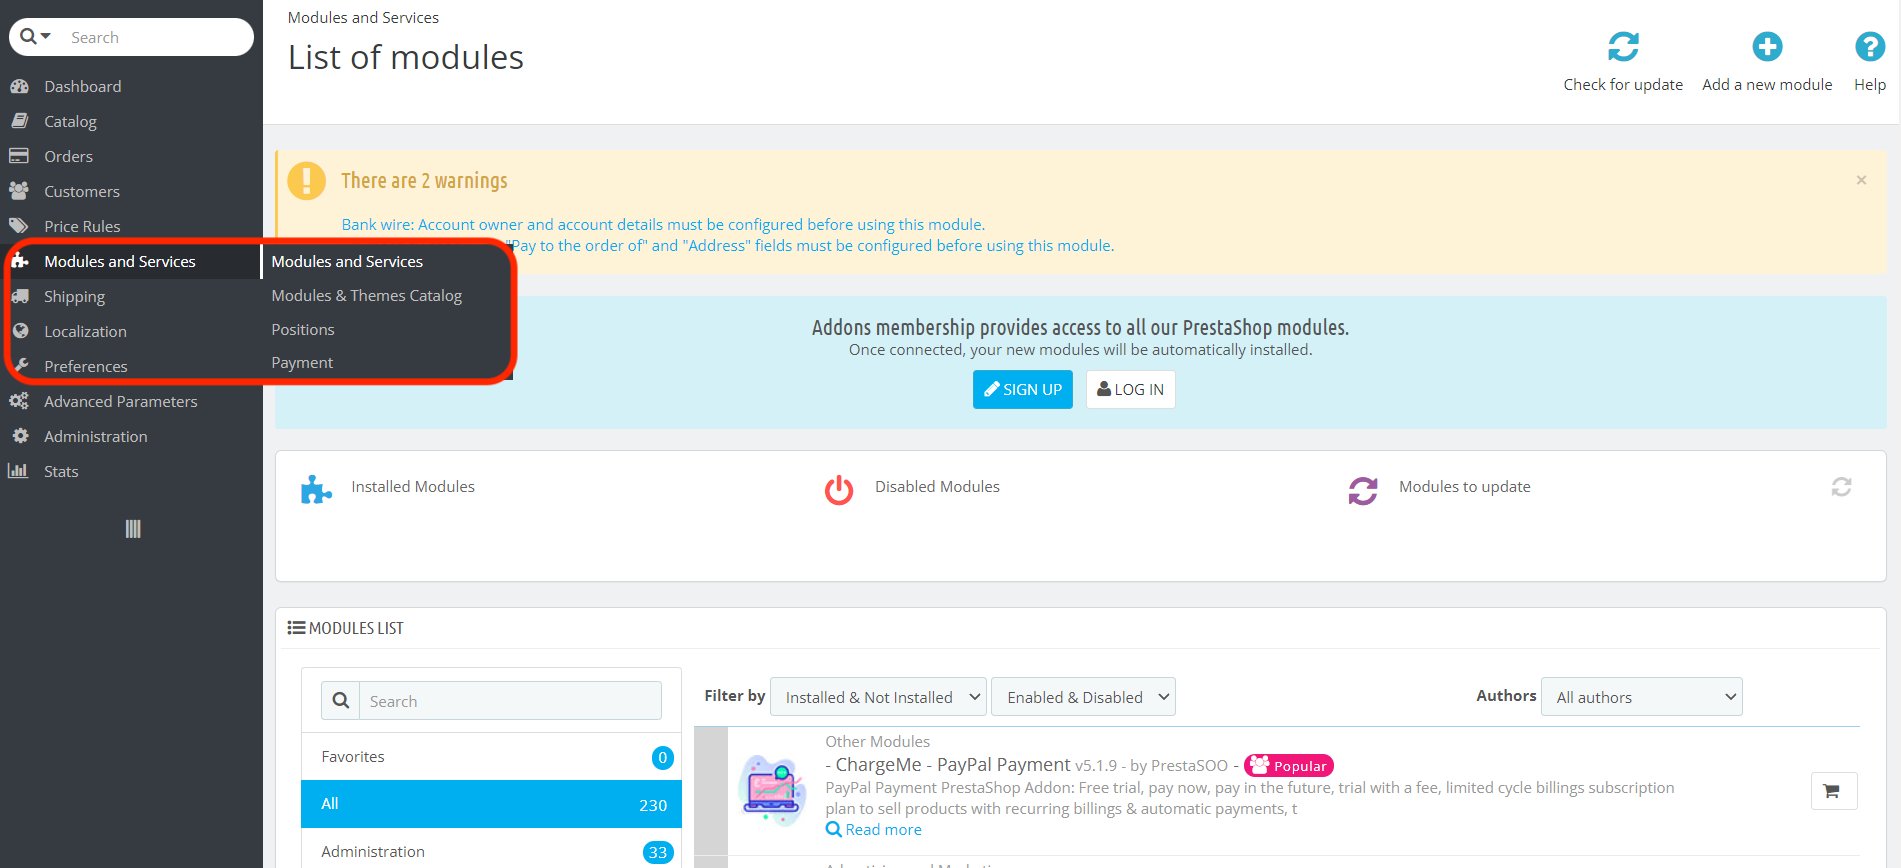 Search
Dashboard
Catalog
Orders
Customers
Price Rules
Modules and Services
Shipping
Localization
Preferences
Advanced Parameters
Administration
Stats
Modules and Services
Modules & Themes Catalog
Positions
Payment
Modules and Services
List of modules
Check for update
Add a new module
Help
There are 2 warnings
×
Bank wire: Account owner and account details must be configured before using this module.
"Pay to the order of" and "Address" fields must be configured before using this module.
Addons membership provides access to all our PrestaShop modules.
Once connected, your new modules will be automatically installed.
SIGN UP
LOG IN
Installed Modules
Disabled Modules
Modules to update
MODULES LIST
Search
Favorites 0
All 230
Administration 33
Filter by Installed & Not Installed Enabled & Disabled
Authors All authors
Other Modules
- ChargeMe - PayPal Payment v5.1.9 - by PrestaSOO - Popular
PayPal Payment PrestaShop Addon: Free trial, pay now, pay in the future, trial with a fee, limited cycle billings subscription
plan to sell products with recurring billings & automatic payments, t
Read more